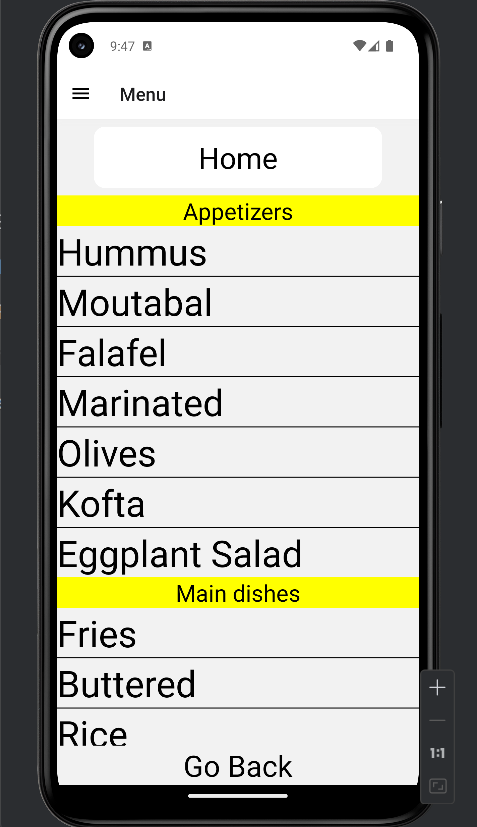 9:47 A
Menu
Home
Appetizers
Hummus
Moutabal
Falafel
Marinated
Olives
Kofta
Eggplant Salad
Main dishes
Fries
Buttered
Rice
Go Back
1:1